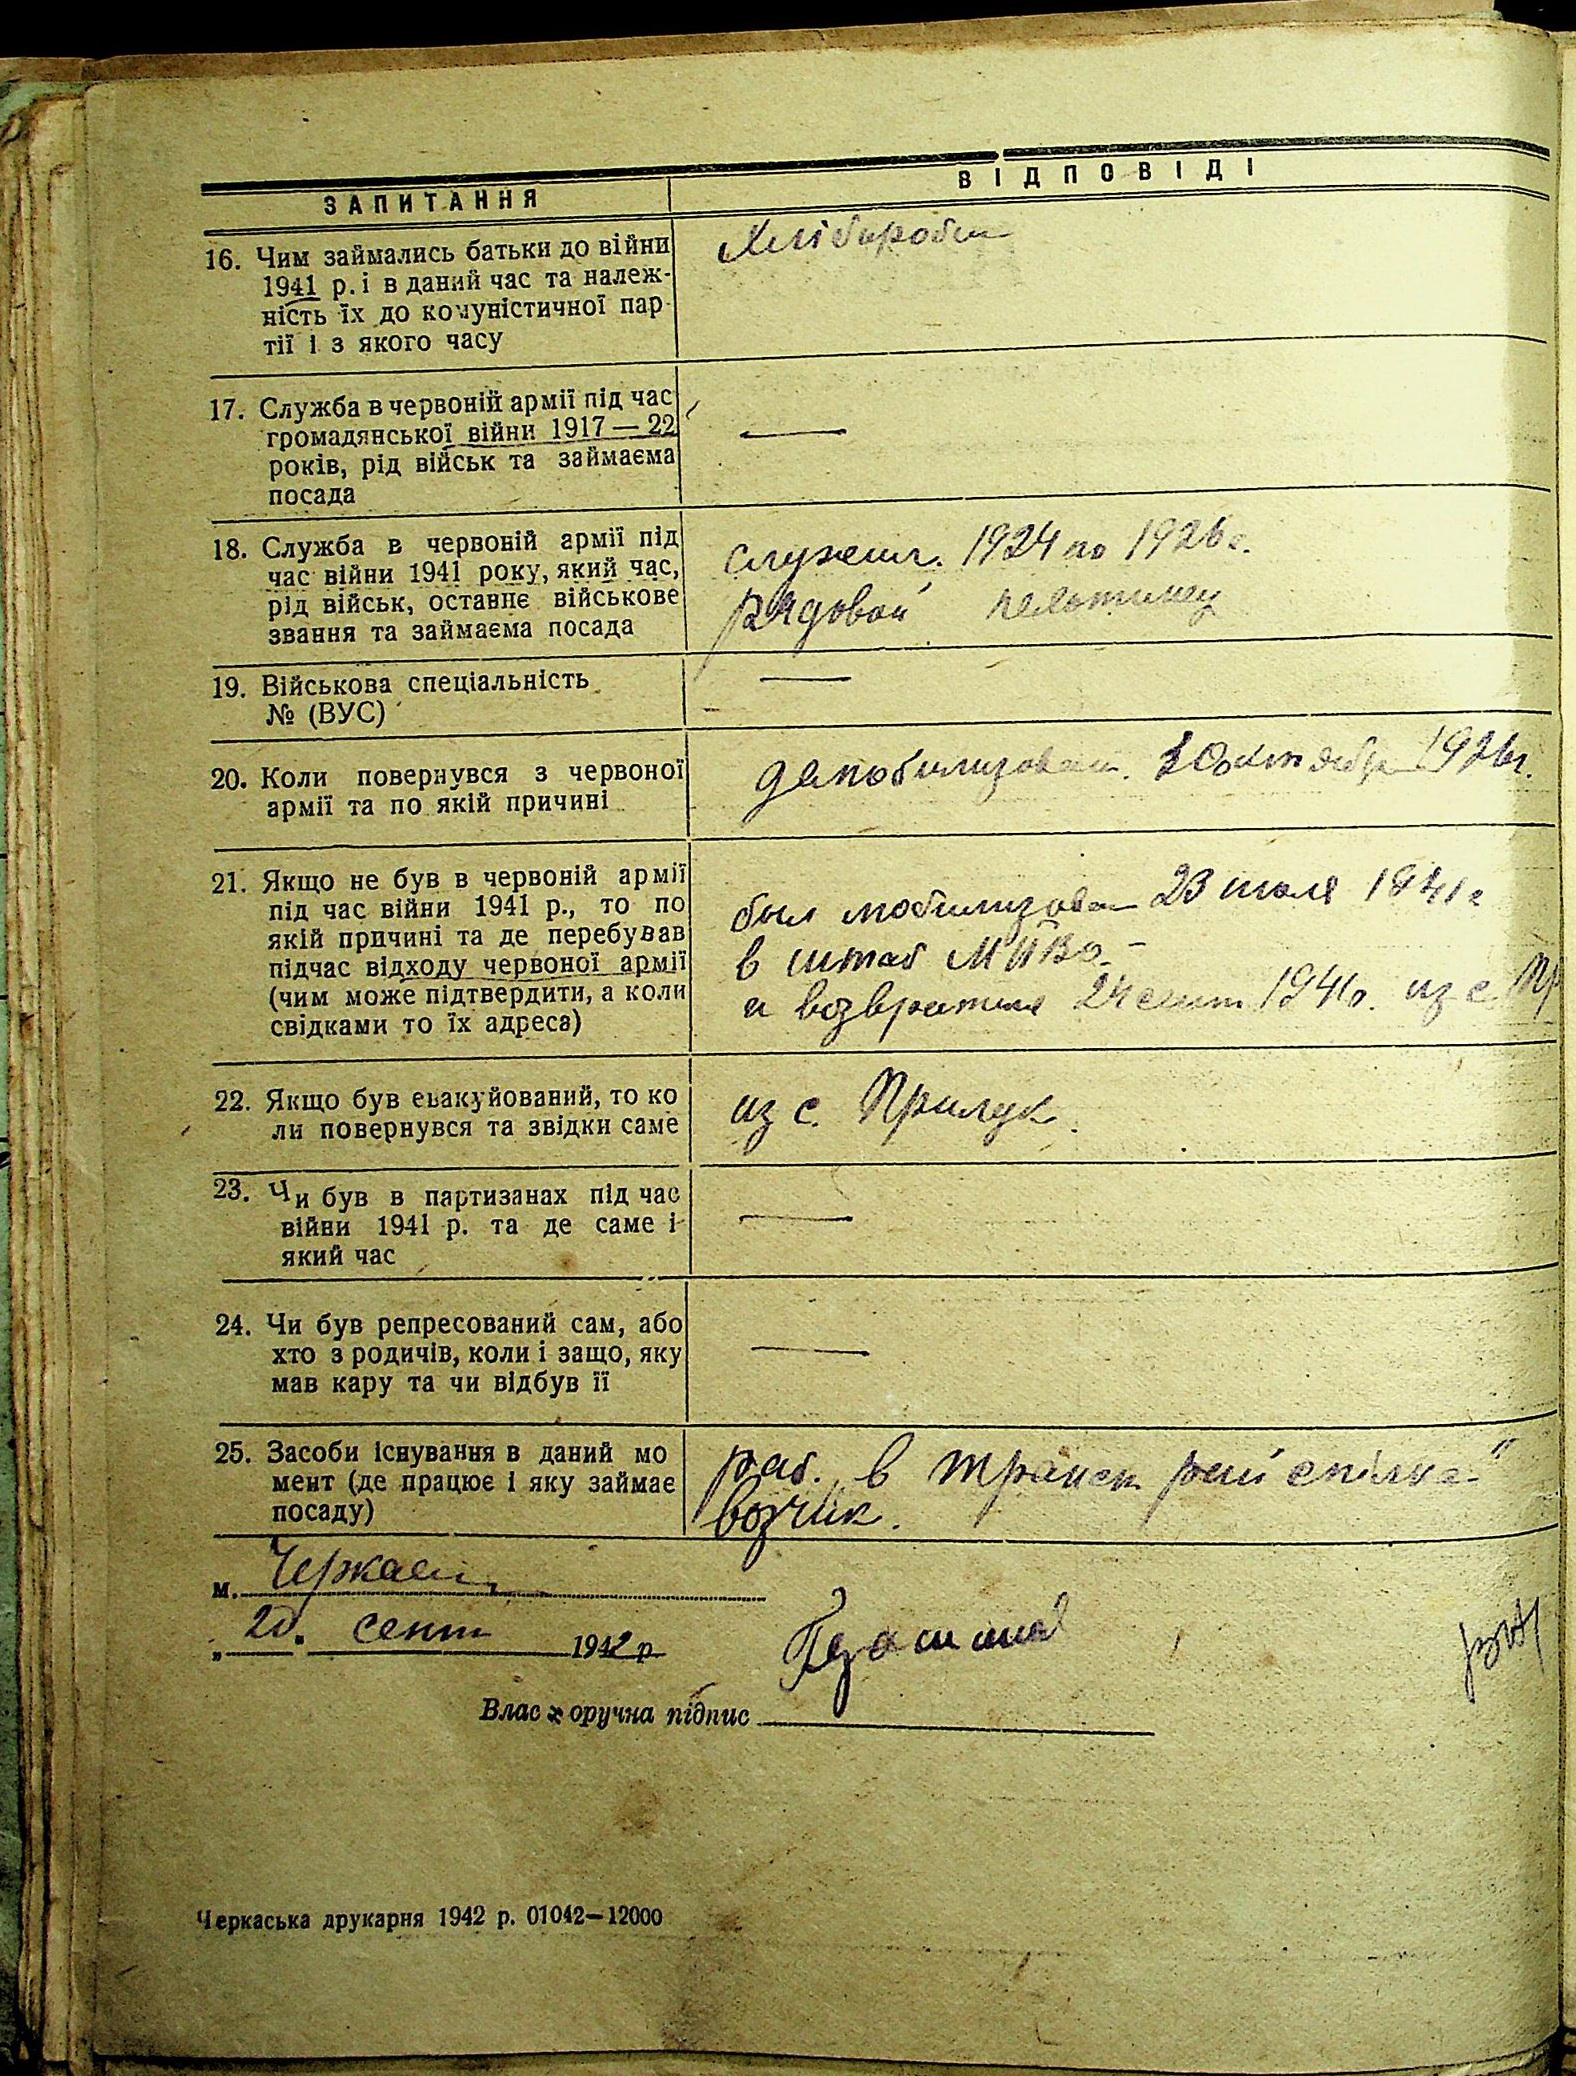 ЗАПИТАННЯ
ВІДПОВІДІ
16. Чим займались батьки до війни
1941 р. і в даний час та належ-
ність їх до комуністичної пар-
тії і з якого часу
Хлібороби
17. Служба в червоній армії під час
громадянської війни 1917 — 22
років, рід військ та займаєма
посада
—
18. Служба в червоній армії під
час війни 1941 року, який час,
рід військ, останнє військове
звання та займаєма посада
служил. 1924 по 1926 г.
рядовой
19. Військова спеціальність
№ (ВУС)
—
20. Коли повернувся з червоної
армії та по якій причині
демобилизован. октября 1926 г.
21. Якщо не був в червоній армії
під час війни 1941 р., то по
якій причині та де перебував
підчас відходу червоної армії
(чим може підтвердити, а коли
свідками то їх адреса)
был мобилизован 23 июля 1941 г
в штаб
и возвратился 24 сент. 1941 г. из с. Пр
22. Якщо був евакуйований, то ко
ли повернувся та звідки саме
из с. Прилук.
23. Чи був в партизанах під час
війни 1941 р. та де саме і
який час
—
24. Чи був репресований сам, або
хто з родичів, коли і защо, яку
мав кару та чи відбув її
—
25. Засоби існування в даний мо
мент (де працює і яку займає
посаду)
раб. в трансп. райспілка"
возчик.
м. Черкассы
„ 20. сент 1942 р
Власноручна підпис
Черкаська друкарня 1942 р. 01042—12000